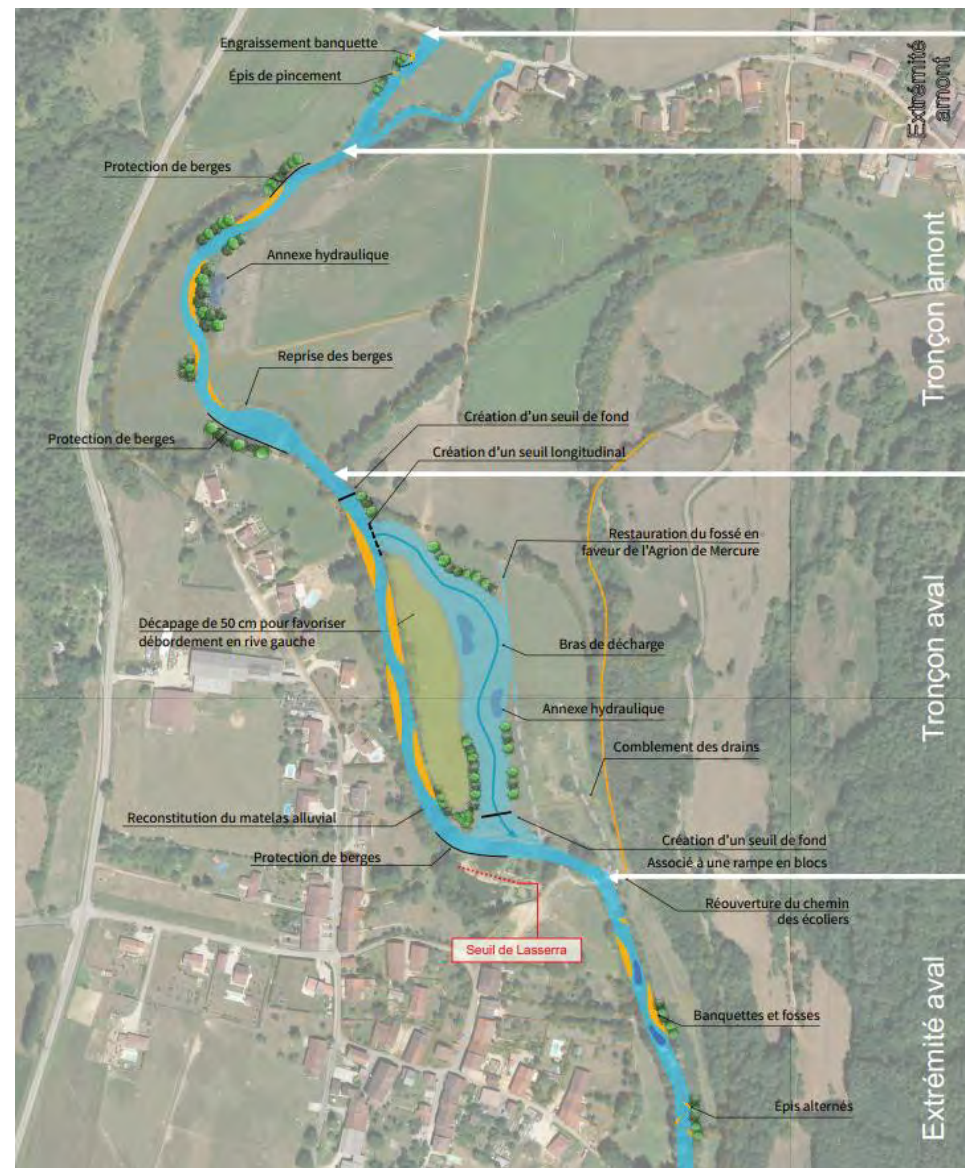 Engraissement banquette
Épis de pincement
Extrémité
amont
Protection de berges
Annexe hydraulique
Tronçon amont
Reprise des berges
Création d'un seuil de fond
Protection de berges
Création d'un seuil longitudinal
Restauration du fossé en
faveur de l'Agrion de Mercure
Décapage de 50 cm pour favoriser
débordement en rive gauche
Bras de décharge
Tronçon aval
Annexe hydraulique
Comblement des drains
Reconstitution du matelas alluvial
Création d'un seuil de fond
Associé à une rampe en blocs
Protection de berges
Réouverture du chemin
des écoliers
Seuil de Lasserra
Banquettes et fosses
Extrémité aval
Épis alternés